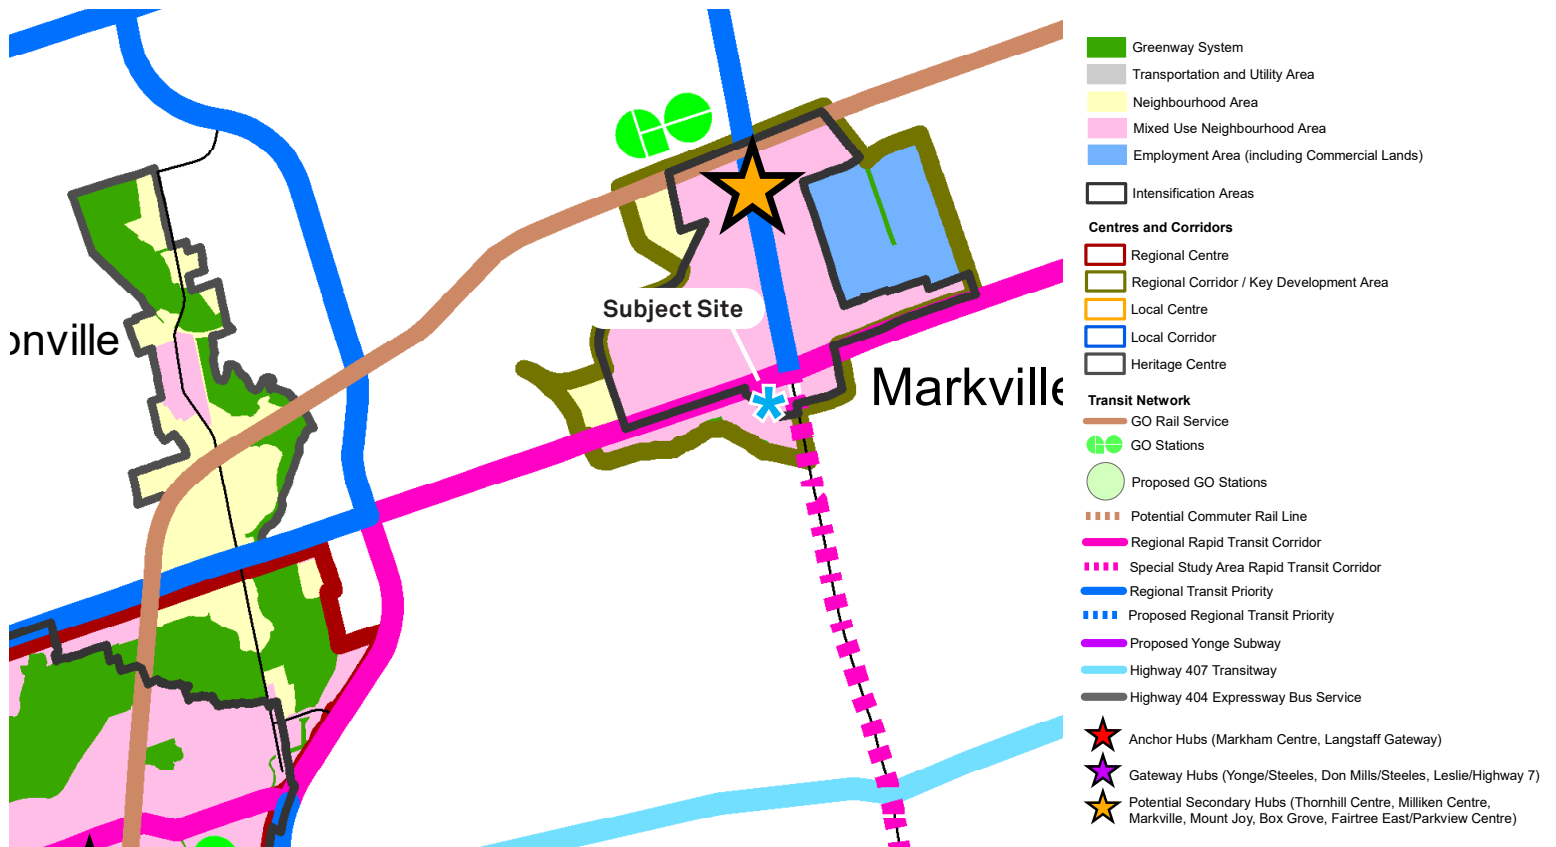 Subject Site
onville
Markville
Greenway System
Transportation and Utility Area
Neighbourhood Area
Mixed Use Neighbourhood Area
Employment Area (including Commercial Lands)
Intensification Areas
Centres and Corridors
Regional Centre
Regional Corridor / Key Development Area
Local Centre
Local Corridor
Heritage Centre
Transit Network
GO Rail Service
GO Stations
Proposed GO Stations
Potential Commuter Rail Line
Regional Rapid Transit Corridor
Special Study Area Rapid Transit Corridor
Regional Transit Priority
Proposed Regional Transit Priority
Proposed Yonge Subway
Highway 407 Transitway
Highway 404 Expressway Bus Service
Anchor Hubs (Markham Centre, Langstaff Gateway)
Gateway Hubs (Yonge/Steeles, Don Mills/Steeles, Leslie/Highway 7)
Potential Secondary Hubs (Thornhill Centre, Milliken Centre,
Markville, Mount Joy, Box Grove, Fairtree East/Parkview Centre)